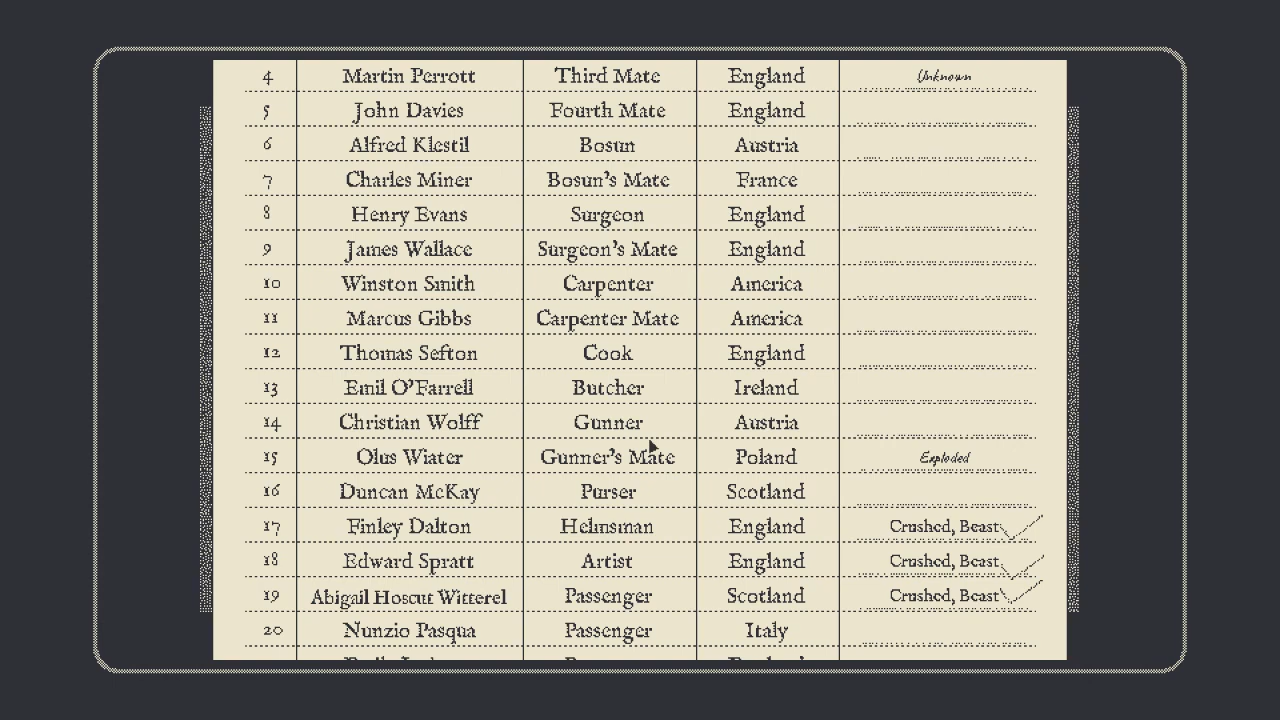 4 Martin Perrott Third Mate England Unknown
5 John Davies Fourth Mate England
6 Alfred Klestil Bosun Austria
7 Charles Miner Bosun's Mate France
8 Henry Evans Surgeon England
9 James Wallace Surgeon's Mate England
10 Winston Smith Carpenter America
11 Marcus Gibbs Carpenter Mate America
12 Thomas Sefton Cook England
13 Emil O'Farrell Butcher Ireland
14 Christian Wolff Gunner Austria
15 Olus Wiater Gunner's Mate Poland Exploded
16 Duncan McKay Purser Scotland
17 Finley Dalton Helmsman England Crushed, Beast
18 Edward Spratt Artist England Crushed, Beast
19 Abigail Hoscut Witterel Passenger Scotland Crushed, Beast
20 Nunzio Pasqua Passenger Italy